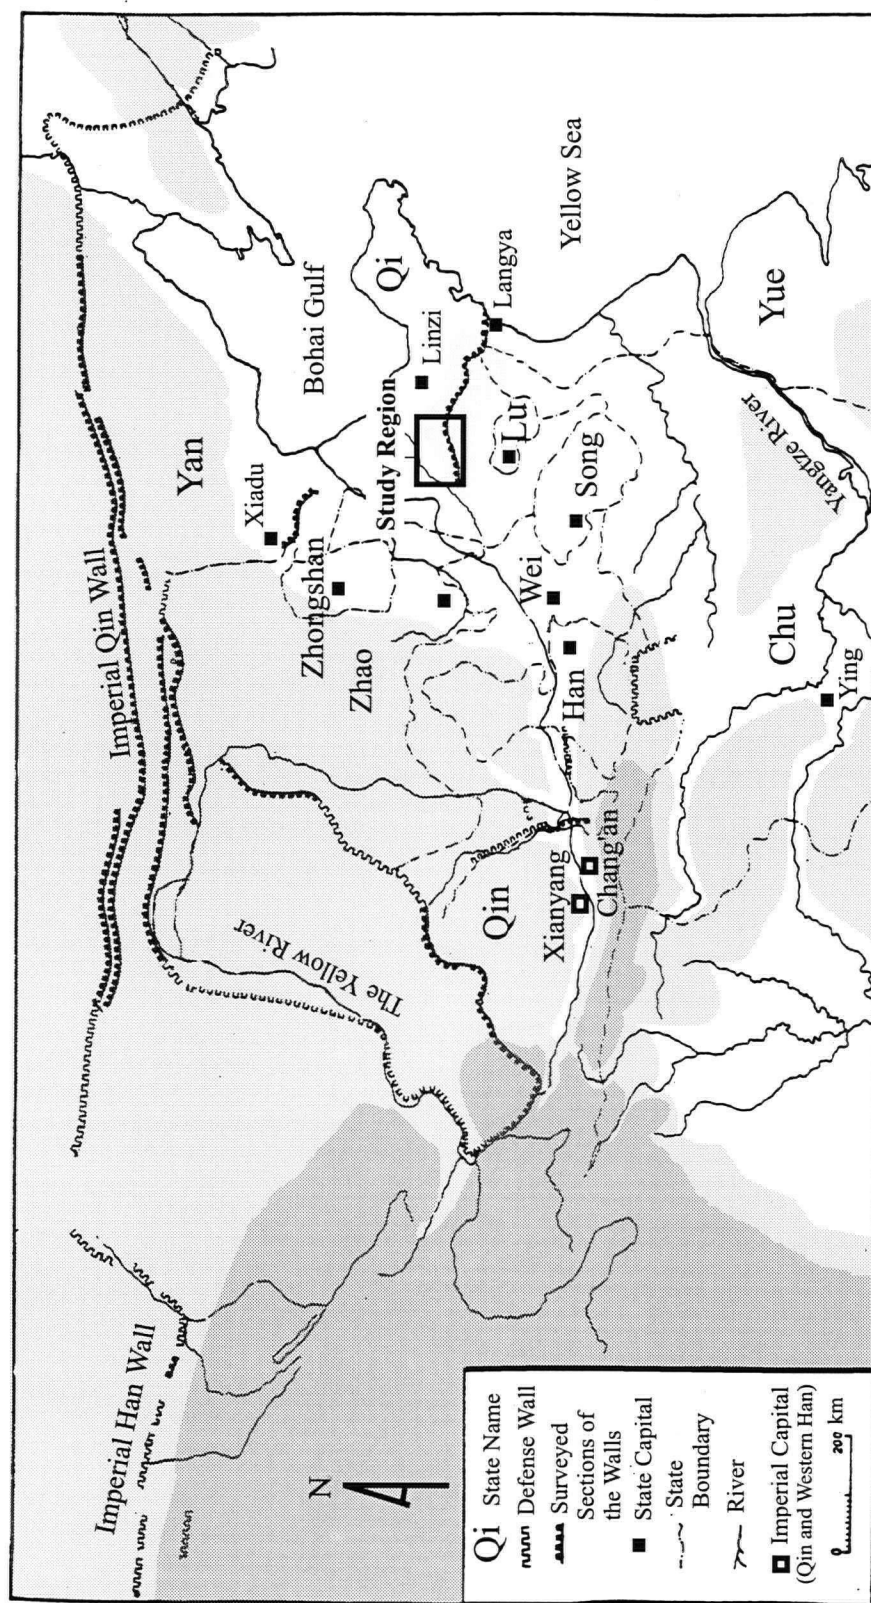 Imperial Han Wall
Imperial Qin Wall
The Yellow River
Yan
Xiadu
Bohai Gulf
Zhongshan
Zhao
Study Region
Linzi
Qi
Langya
Yellow Sea
Lu
Song
Wei
Han
Qin
Xianyang
Chang'an
Chu
Ying
Yangtze River
Yue
N
Qi State Name
Defense Wall
Surveyed
Sections of
the Walls
State Capital
State
Boundary
River
Imperial Capital
(Qin and Western Han)
0 200 km